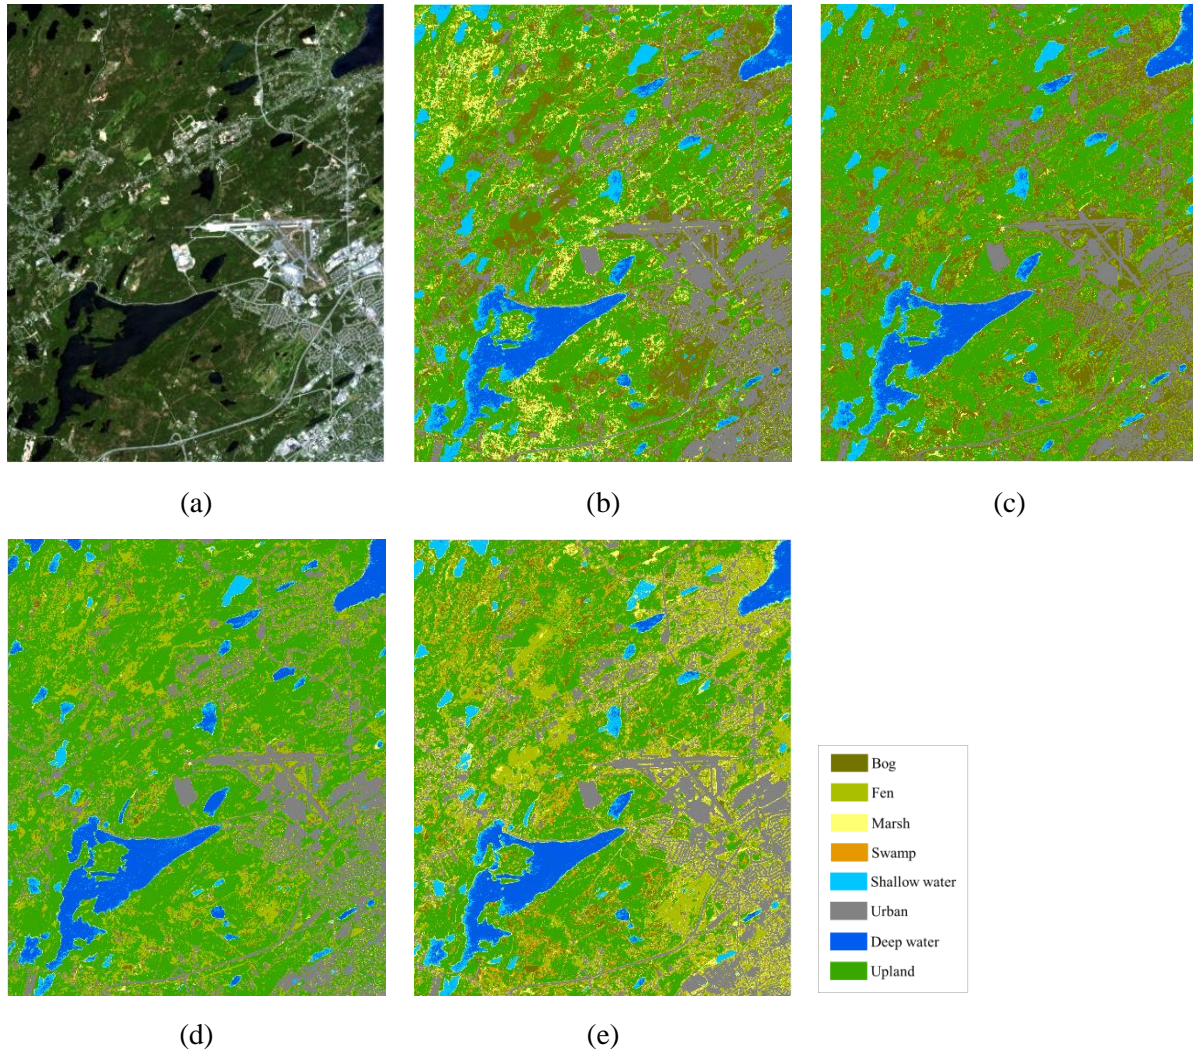 (a)
(b)
(c)
(d)
(e)
Bog
Fen
Marsh
Swamp
Shallow water
Urban
Deep water
Upland